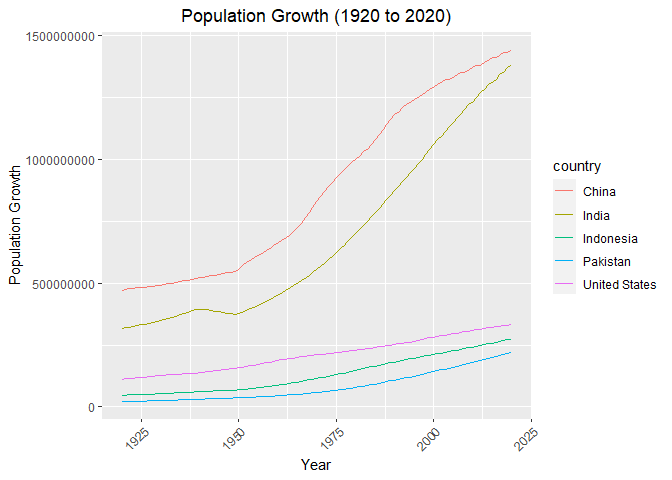 Population Growth (1920 to 2020)
1500000000
1000000000
500000000
0
Population Growth
1925
1950
1975
2000
2025
Year
country
China
India
Indonesia
Pakistan
United States